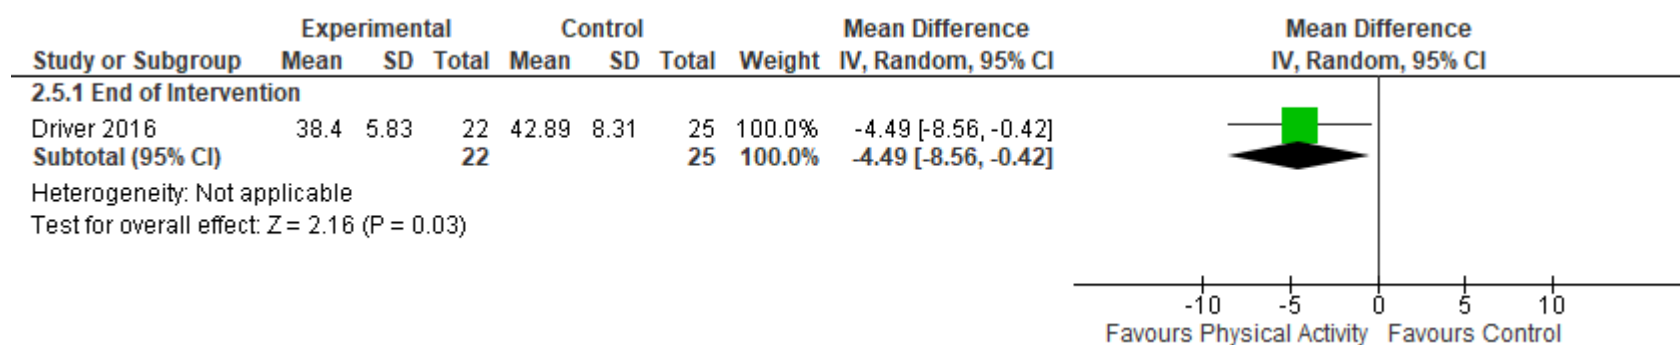 Experimental Control Mean Difference Mean Difference
Study or Subgroup Mean SD Total Mean SD Total Weight IV, Random, 95% CI IV, Random, 95% CI
2.5.1 End of Intervention
Driver 2016 38.4 5.83 22 42.89 8.31 25 100.0% -4.49 [-8.56, -0.42]
Subtotal (95% CI) 22 25 100.0% -4.49 [-8.56, -0.42]
Heterogeneity: Not applicable
Test for overall effect: Z = 2.16 (P = 0.03)
-10 -5 0 5 10
Favours Physical Activity Favours Control